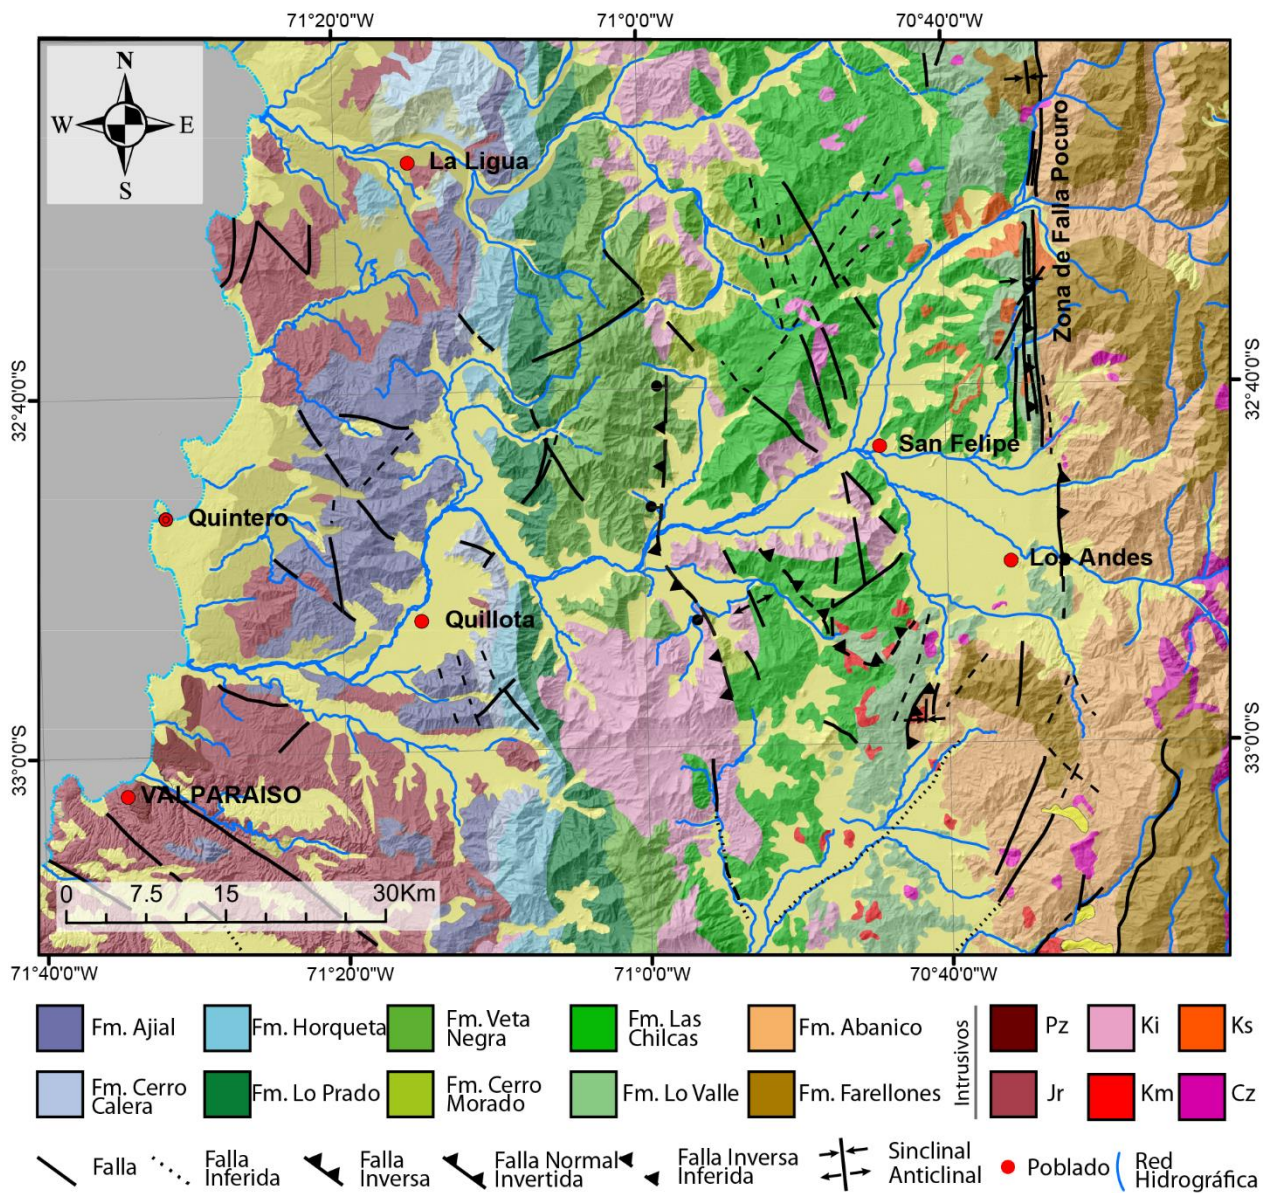 71°20'0"W 71°0'0"W 70°40'0"W
N
W E
S
La Ligua
Zona de Falla Pocuro
32°40'0"S
32°40'0"S
San Felipe
Quintero
Los Andes
Quillota
33°0'0"S
33°0'0"S
VALPARAISO
0 7.5 15 30Km
71°40'0"W 71°20'0"W 71°0'0"W 70°40'0"W
Fm. Ajial
Fm. Horqueta
Fm. Veta
Negra
Fm. Las
Chilcas
Fm. Abanico
Intrusivos
Pz
Ki
Ks
Fm. Cerro
Calera
Fm. Lo Prado
Fm. Cerro
Morado
Fm. Lo Valle
Fm. Farellones
Jr
Km
Cz
Falla
Falla
Inferida
Falla
Inversa
Falla Normal
Invertida
Falla Inversa
Inferida
Sinclinal
Anticlinal
Poblado
Red
Hidrográfica